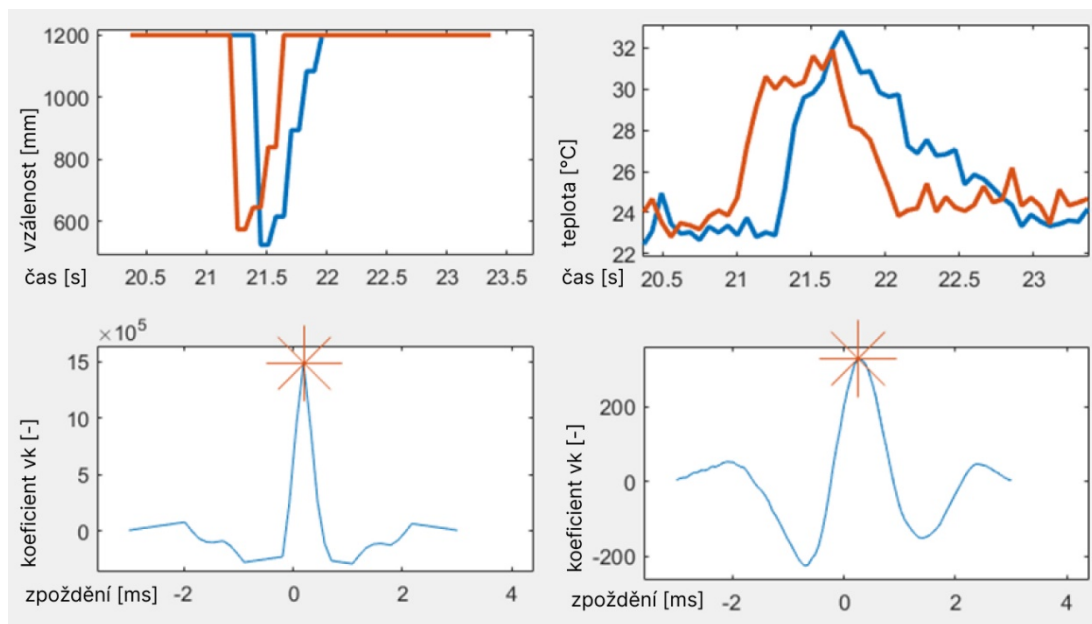 1200
1000
800
600
vzálenost [mm]
čas [s]
20.5 21 21.5 22 22.5 23 23.5
32
30
28
26
24
22
teplota [°C]
čas [s]
20.5 21 21.5 22 22.5 23
×10⁵
15
10
5
0
koeficient vk [-]
zpoždění [ms]
-2 0 2 4
200
0
-200
koeficient vk [-]
zpoždění [ms]
-2 0 2 4